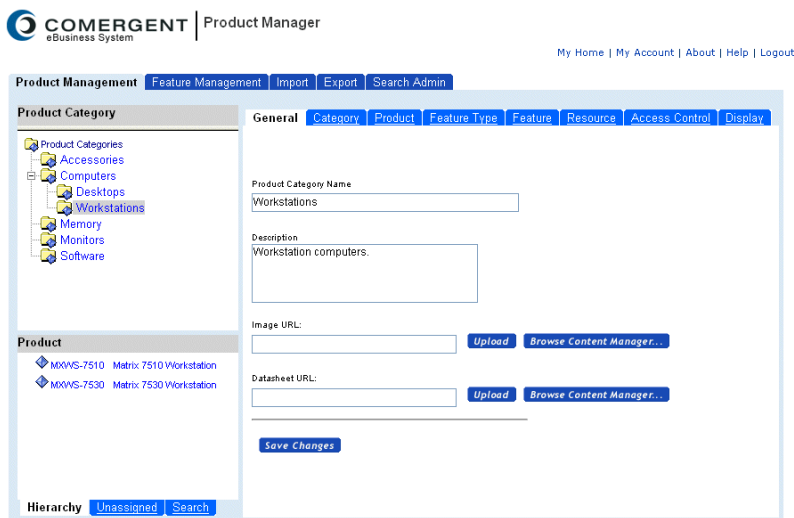 COMERGENT
eBusiness System
Product Manager
My Home | My Account | About | Help | Logout
Product Management Feature Management Import Export Search Admin
Product Category
Product Categories
Accessories
Computers
Desktops
Workstations
Memory
Monitors
Software
Product
MXWS-7510 Matrix 7510 Workstation
MXWS-7530 Matrix 7530 Workstation
Hierarchy Unassigned Search
General Category Product Feature Type Feature Resource Access Control Display
Product Category Name
Workstations
Description
Workstation computers.
Image URL:
Upload Browse Content Manager...
Datasheet URL:
Upload Browse Content Manager...
Save Changes